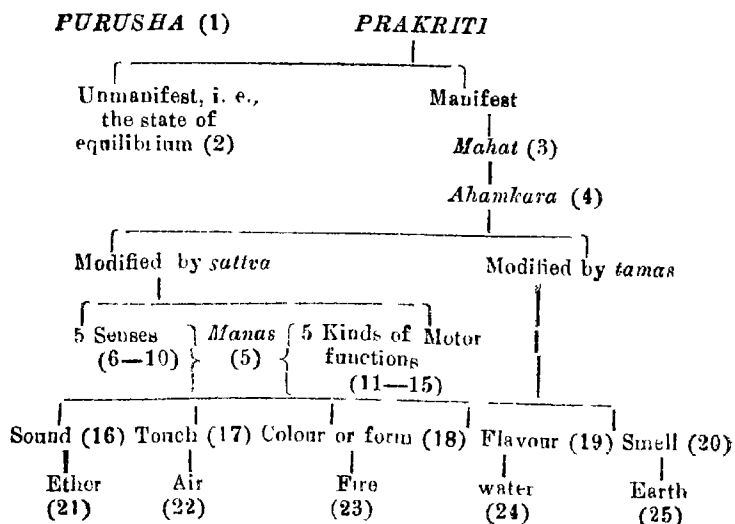 PURUSHA (1) PRAKRITI
Unmanifest, i. e., Manifest
the state of
equilibrium (2) Mahat (3)
Ahamkara (4)
Modified by sattva Modified by tamas
5 Senses Manas 5 Kinds of Motor
(6—10) (5) functions
(11—15)
Sound (16) Touch (17) Colour or form (18) Flavour (19) Smell (20)
Ether Air Fire water Earth
(21) (22) (23) (24) (25)